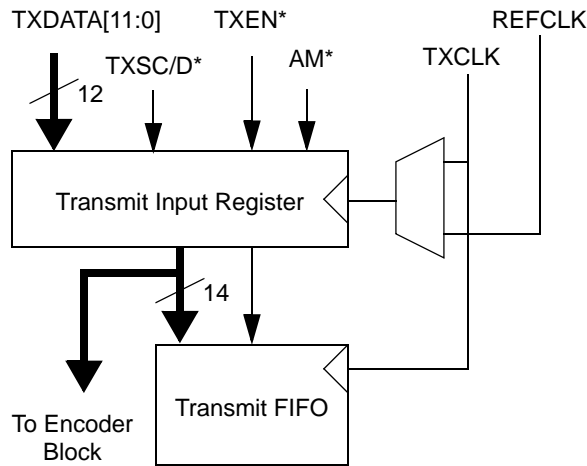 TXDATA[11:0]
TXEN*
REFCLK
TXSC/D*
AM*
TXCLK
12
Transmit Input Register
14
Transmit FIFO
To Encoder
Block